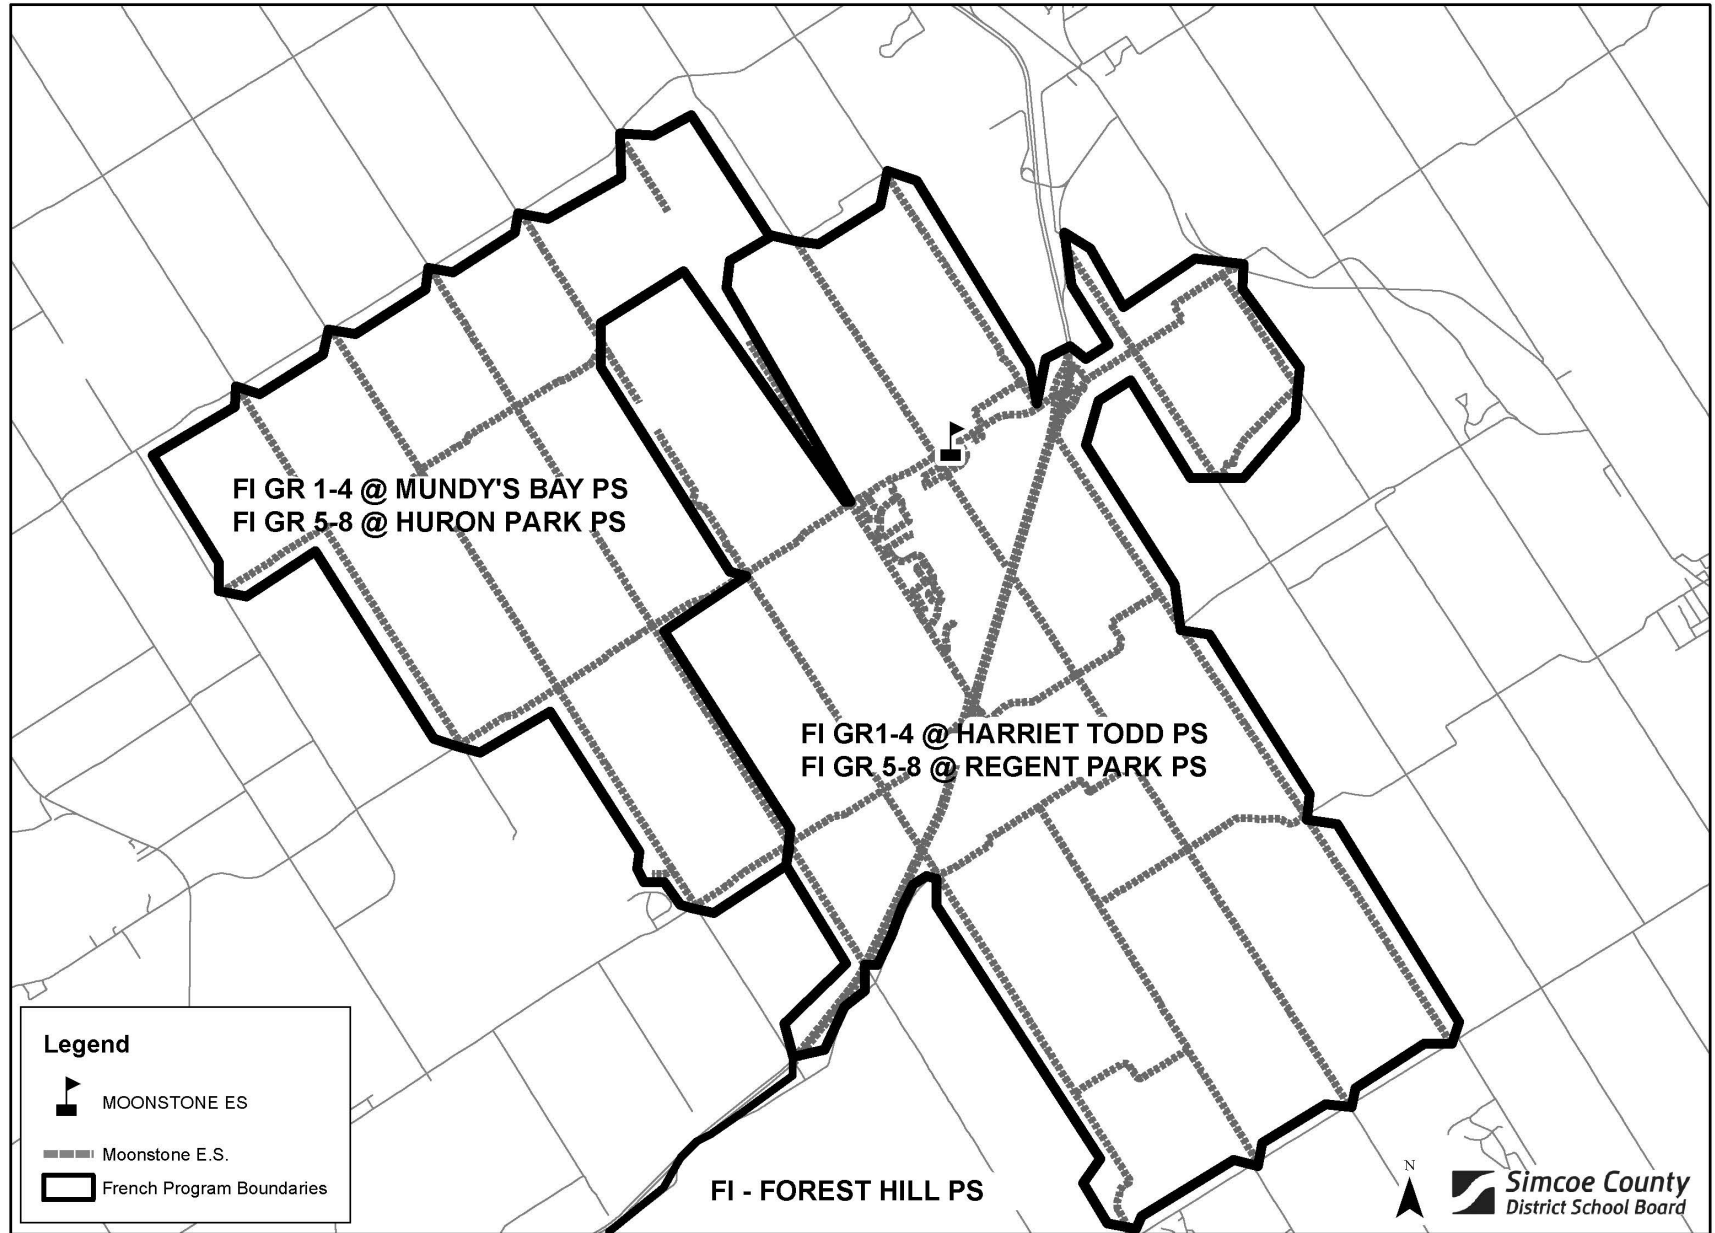 FI GR 1-4 @ MUNDY'S BAY PS
FI GR 5-8 @ HURON PARK PS
FI GR1-4 @ HARRIET TODD PS
FI GR 5-8 @ REGENT PARK PS
FI - FOREST HILL PS
Legend
MOONSTONE ES
Moonstone E.S.
French Program Boundaries
N
Simcoe County
District School Board